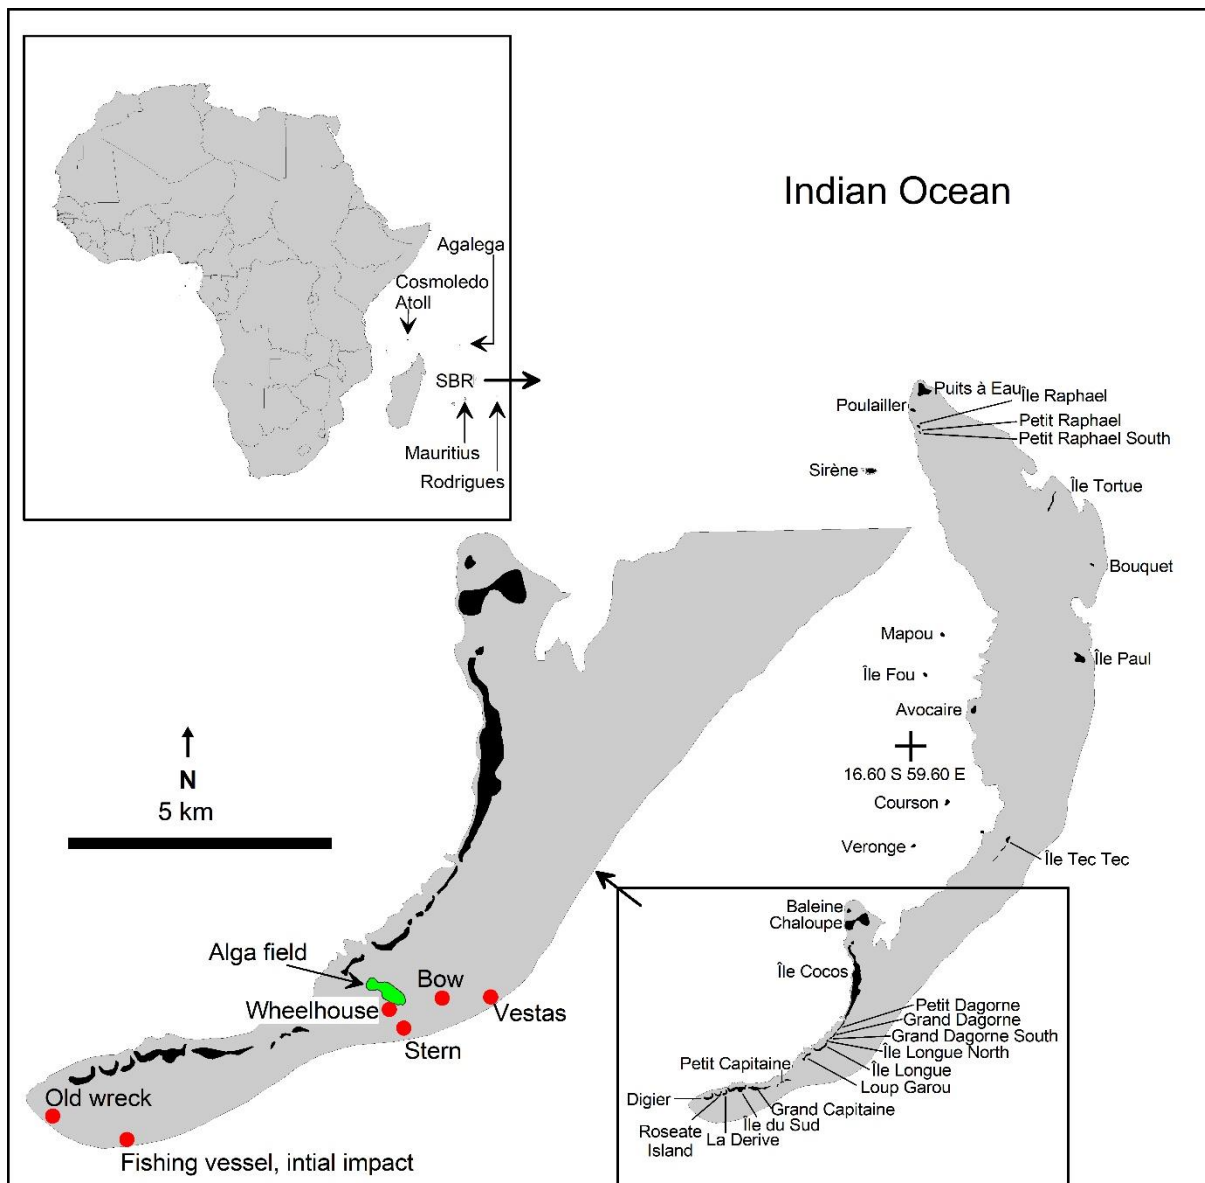 Indian Ocean
Agalega
Cosmoledo
Atoll
SBR
Mauritius
Rodrigues
Puits à Eau
Île Raphael
Poulailler
Petit Raphael
Petit Raphael South
Sirène
Île Tortue
Bouquet
Mapou
Île Paul
Île Fou
Avocaire
16.60 S 59.60 E
Courson
Veronge
Île Tec Tec
N
5 km
Alga field
Bow
Wheelhouse
Vestas
Stern
Old wreck
Fishing vessel, intial impact
Baleine
Chaloupe
Île Cocos
Petit Dagorne
Grand Dagorne
Grand Dagorne South
Île Longue North
Petit Capitaine
Île Longue
Loup Garou
Digier
Grand Capitaine
Roseate
Island
Île du Sud
La Derive